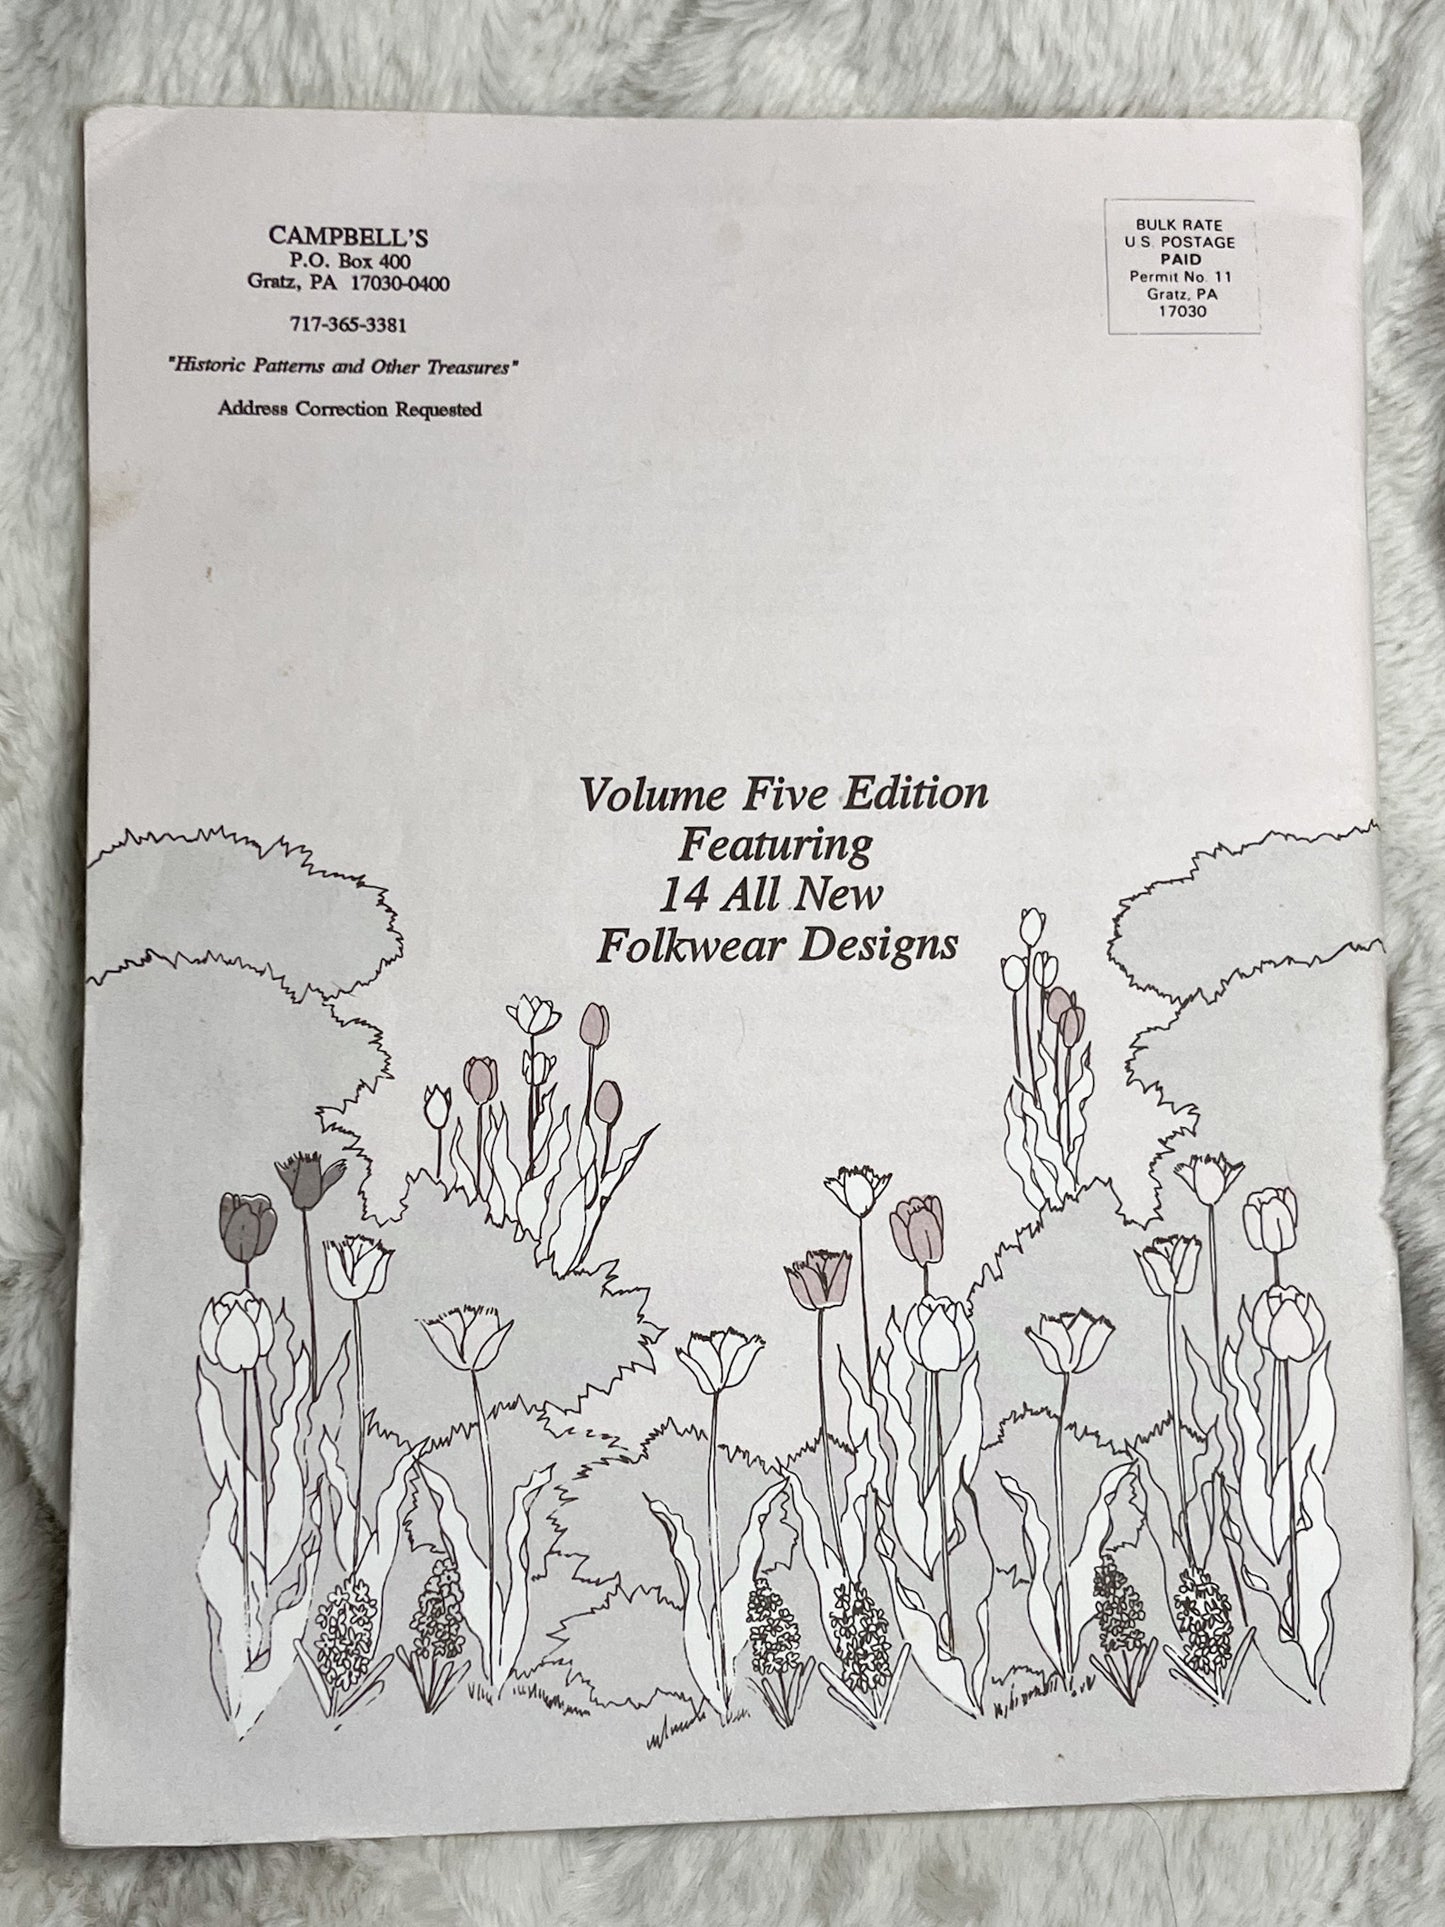 CAMPBELL'S
P.O. Box 400
Gratz, PA 17030-0400
717-365-3381
"Historic Patterns and Other Treasures"
Address Correction Requested
BULK RATE
U.S. POSTAGE
PAID
Permit No. 11
Gratz, PA
17030
Volume Five Edition
Featuring
14 All New
Folkwear Designs